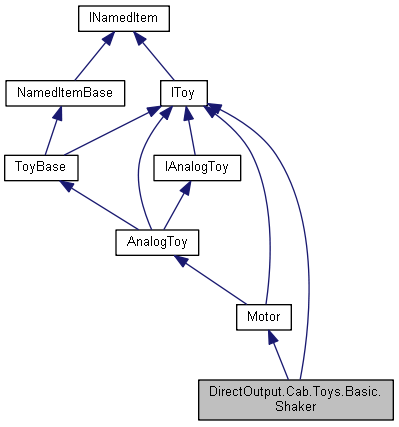 INamedItem
NamedItemBase
IToy
ToyBase
IAnalogToy
AnalogToy
Motor
DirectOutput.Cab.Toys.Basic.
Shaker